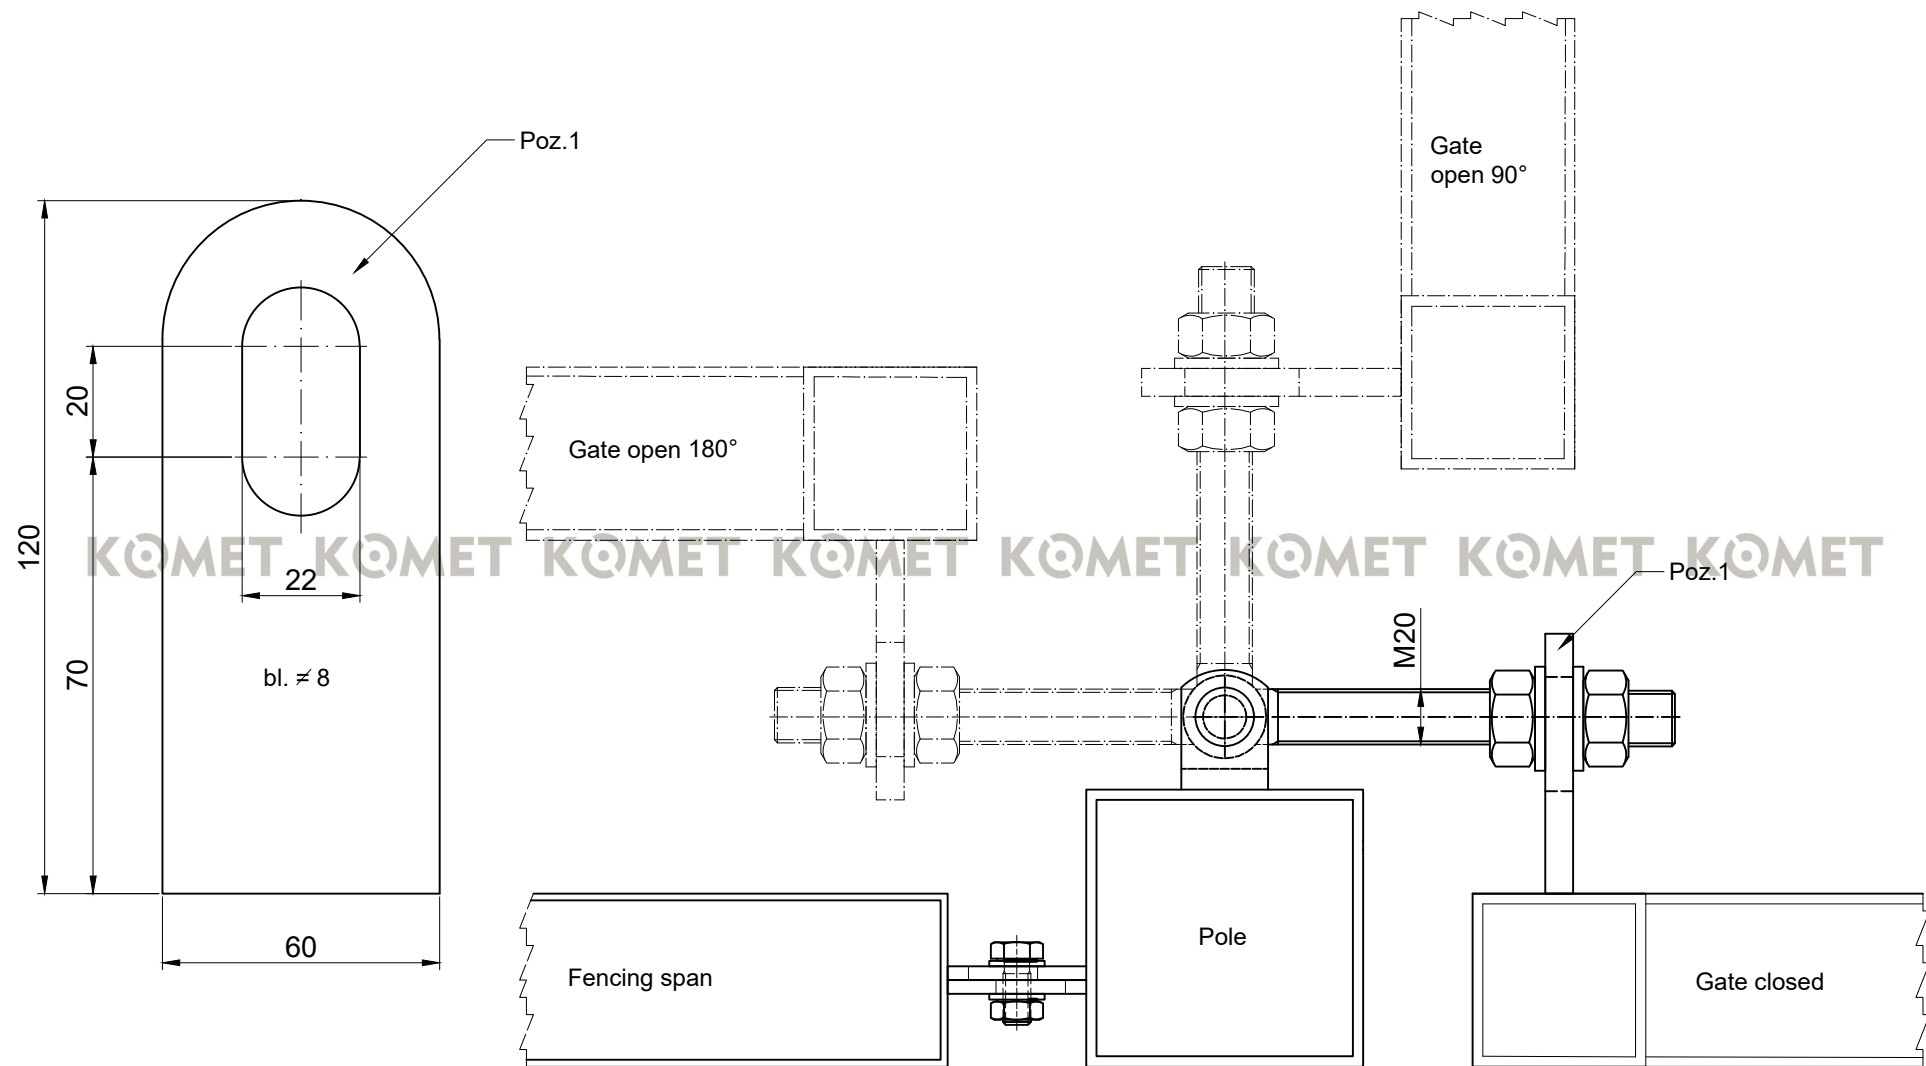 Poz.1
Gate
open 90°
20
Gate open 180°
120
KOMET KOMET KOMET KOMET KOMET KOMET KOMET KOMET
22
Poz.1
M20
70
bl. ≠ 8
60
Pole
Fencing span
Gate closed